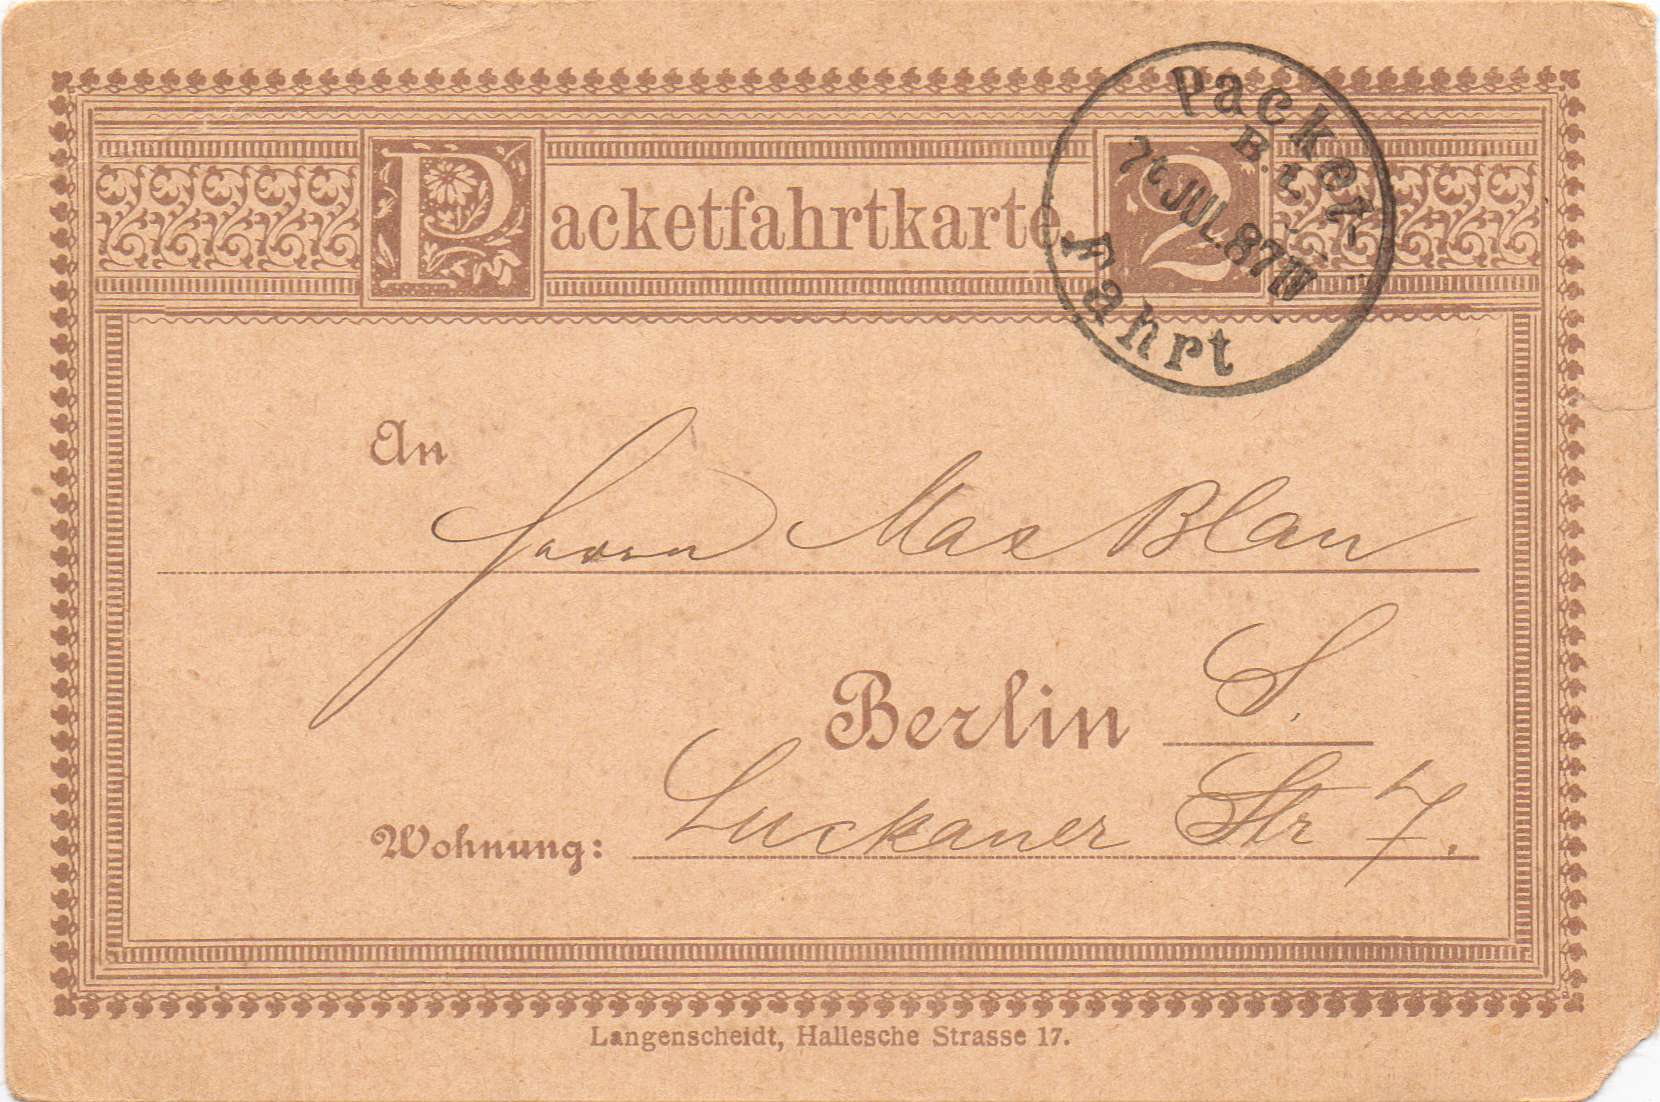 Packetfahrtkarte 2
Packet-
Fahrt
JUL. 87
An
Herrn Max Blau
Berlin S.
Wohnung: Luckauer Str 7.
Langenscheidt, Hallesche Strasse 17.